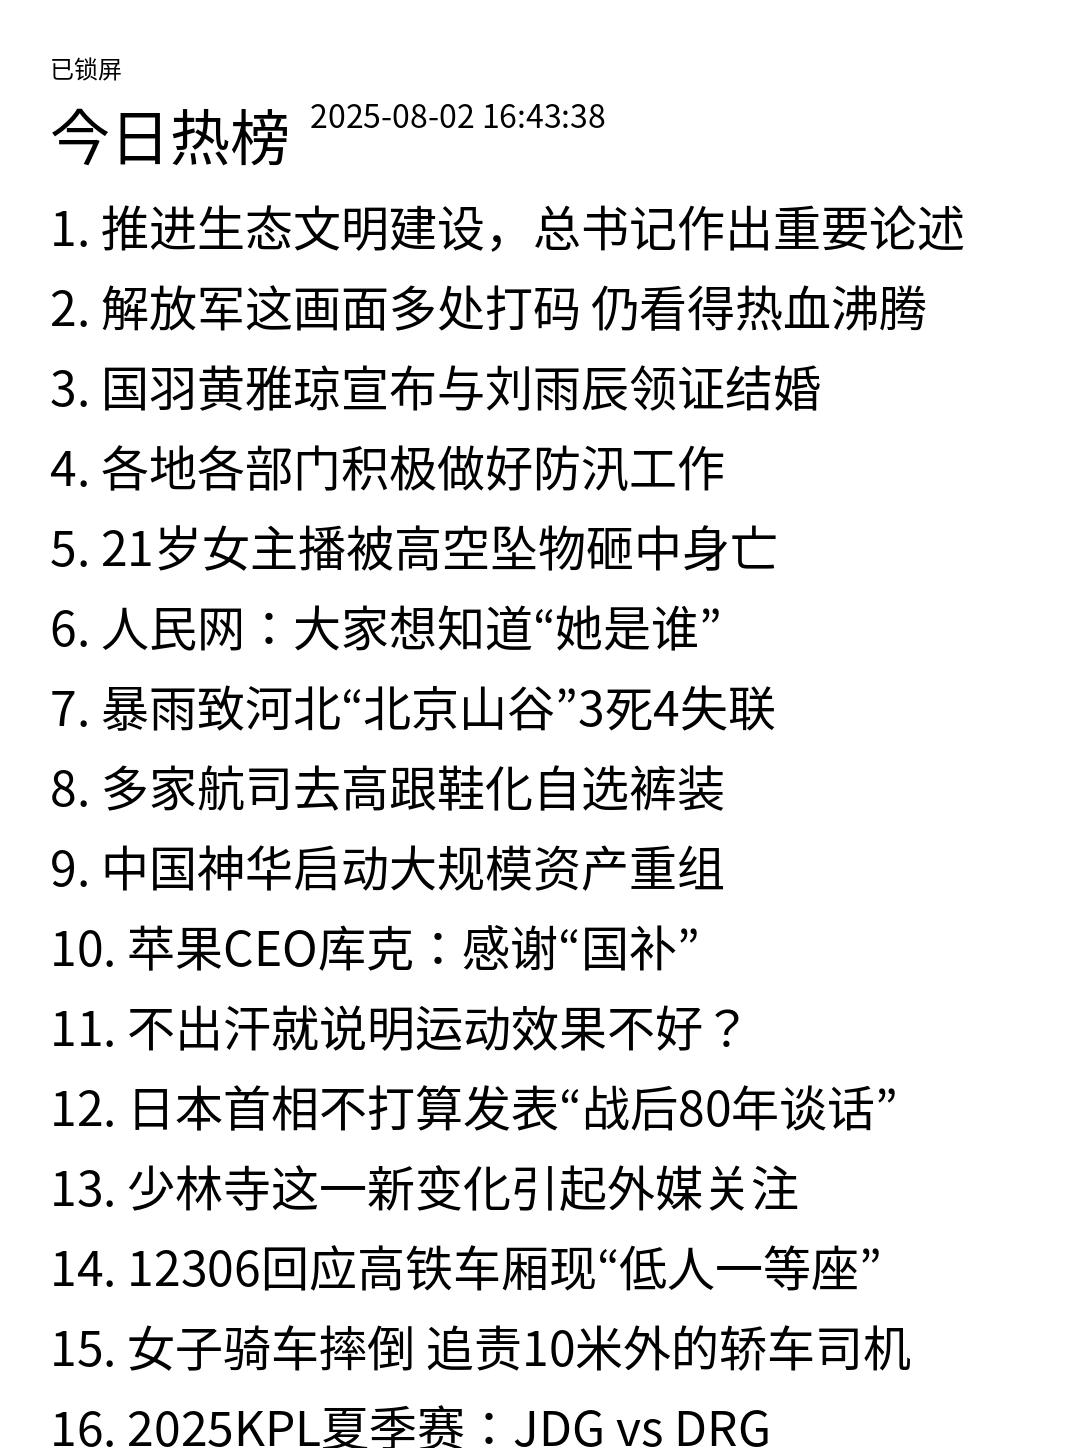 已锁屏
今日热榜 2025-08-02 16:43:38
1. 推进生态文明建设，总书记作出重要论述
2. 解放军这画面多处打码 仍看得热血沸腾
3. 国羽黄雅琼宣布与刘雨辰领证结婚
4. 各地各部门积极做好防汛工作
5. 21岁女主播被高空坠物砸中身亡
6. 人民网：大家想知道“她是谁”
7. 暴雨致河北“北京山谷”3死4失联
8. 多家航司去高跟鞋化自选裤装
9. 中国神华启动大规模资产重组
10. 苹果CEO库克：感谢“国补”
11. 不出汗就说明运动效果不好？
12. 日本首相不打算发表“战后80年谈话”
13. 少林寺这一新变化引起外媒关注
14. 12306回应高铁车厢现“低人一等座”
15. 女子骑车摔倒 追责10米外的轿车司机
16. 2025KPL夏季赛：JDG vs DRG